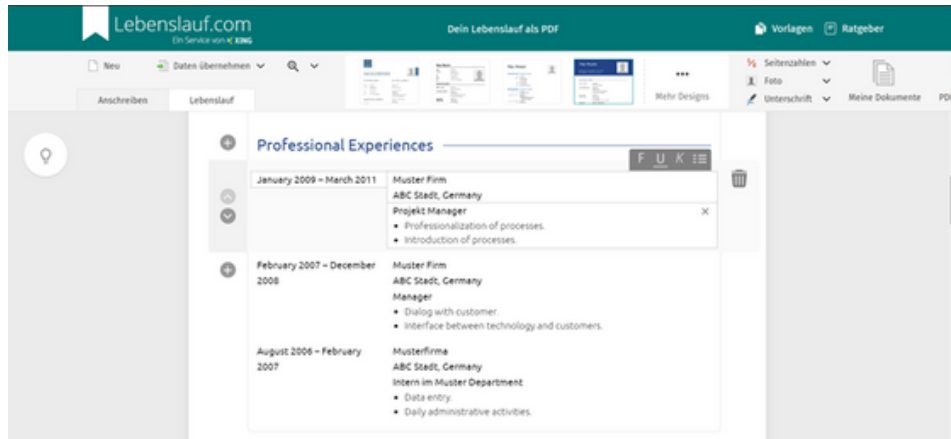 Lebenslauf.com
Ein Service von XING
Dein Lebenslauf als PDF
Vorlagen
Ratgeber
Neu
Daten übernehmen
Mehr Designs
Seitenzahlen
Foto
Unterschrift
Meine Dokumente
Anschreiben
Lebenslauf
Professional Experiences
F U K
January 2009 – March 2011
Muster Firm
ABC Stadt, Germany
Projekt Manager
• Professionalization of processes.
• Introduction of processes.
February 2007 – December
2008
Muster Firm
ABC Stadt, Germany
Manager
• Dialog with customer.
• Interface between technology and customers.
August 2006 – February
2007
Musterfirma
ABC Stadt, Germany
Intern im Muster Department
• Data entry.
• Daily administrative activities.